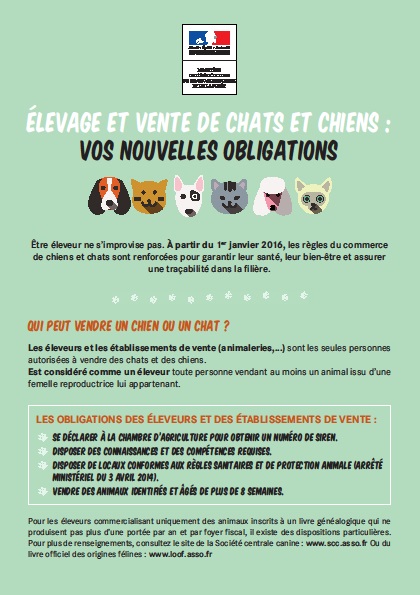 ÉLEVAGE ET VENTE DE CHATS ET CHIENS :
VOS NOUVELLES OBLIGATIONS
Être éleveur ne s'improvise pas. À partir du 1er janvier 2016, les règles du commerce
de chiens et chats sont renforcées pour garantir leur santé, leur bien-être et assurer
une traçabilité dans la filière.
QUI PEUT VENDRE UN CHIEN OU UN CHAT ?
Les éleveurs et les établissements de vente (animaleries,...) sont les seules personnes
autorisées à vendre des chats et des chiens.
Est considéré comme un éleveur toute personne vendant au moins un animal issu d'une
femelle reproductrice lui appartenant.
LES OBLIGATIONS DES ÉLEVEURS ET DES ÉTABLISSEMENTS DE VENTE :
SE DÉCLARER À LA CHAMBRE D'AGRICULTURE POUR OBTENIR UN NUMÉRO DE SIREN.
DISPOSER DES CONNAISSANCES ET DES COMPÉTENCES REQUISES.
DISPOSER DE LOCAUX CONFORMES AUX RÈGLES SANITAIRES ET DE PROTECTION ANIMALE (ARRÊTÉ
MINISTÉRIEL DU 3 AVRIL 2014).
VENDRE DES ANIMAUX IDENTIFIÉS ET ÂGÉS DE PLUS DE 8 SEMAINES.
Pour les éleveurs commercialisant uniquement des animaux inscrits à un livre généalogique qui ne
produisent pas plus d'une portée par an et par foyer fiscal, il existe des dispositions particulières.
Pour plus de renseignements, consultez le site de la Société centrale canine : www.scc.asso.fr Ou du
livre officiel des origines félines : www.loof.asso.fr